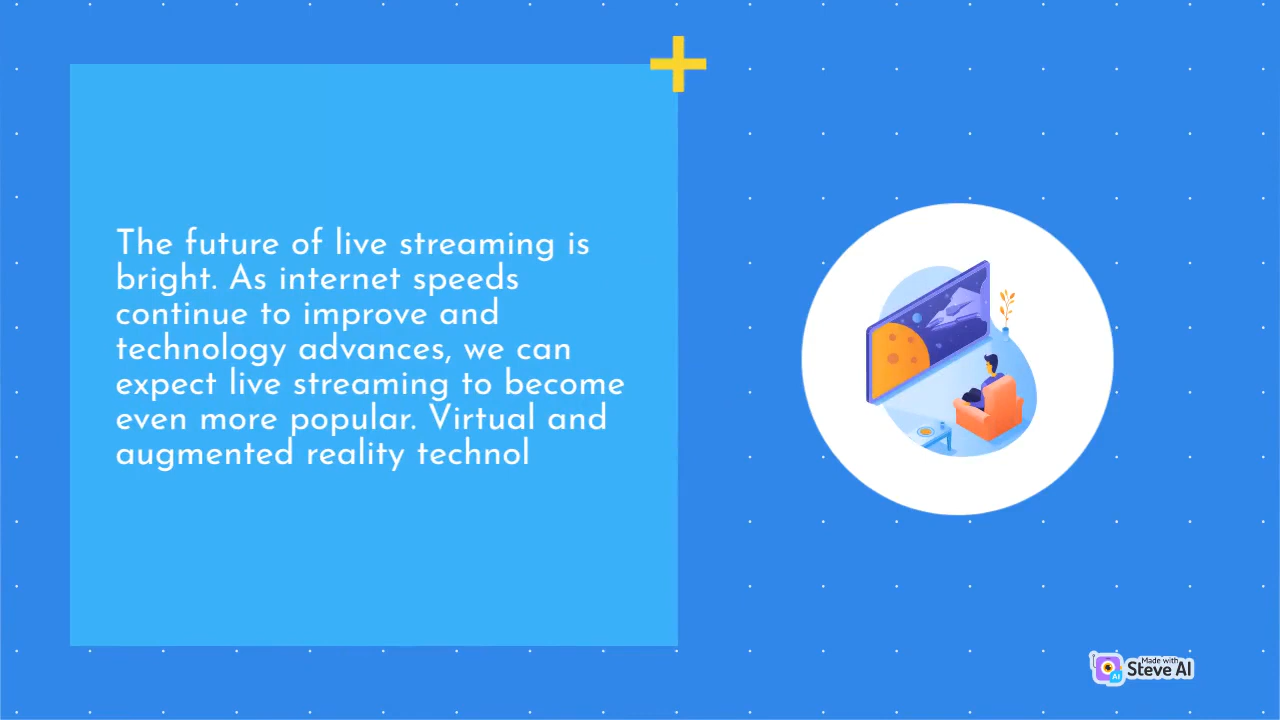 The future of live streaming is
bright. As internet speeds
continue to improve and
technology advances, we can
expect live streaming to become
even more popular. Virtual and
augmented reality technol
Made with
Steve AI
AI